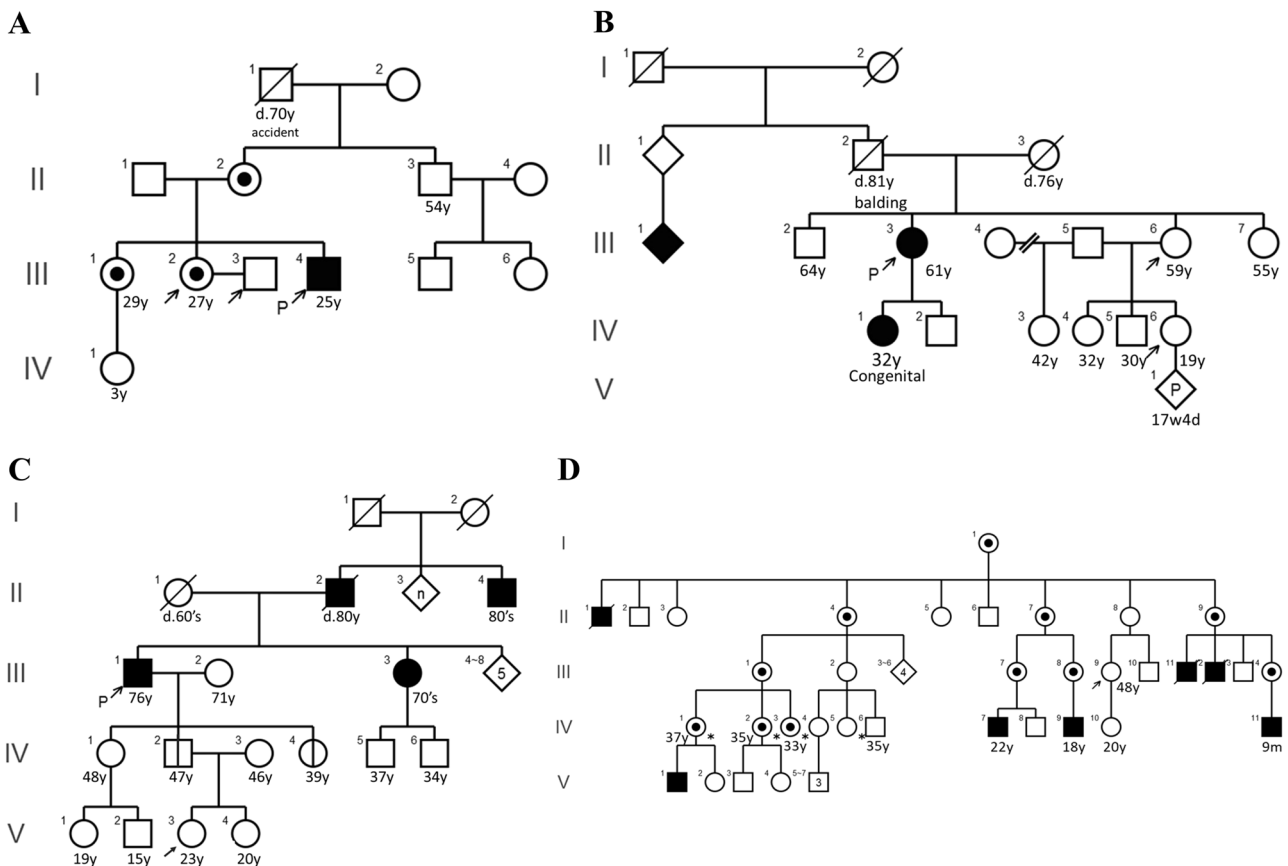 A
I
1 2
d.70y
accident
II
1 2 3 4
54y
III
1 2 3 4 5 6
29y 27y P 25y
IV
1
3y
B
I
1 2
II
1 2 3
d.81y d.76y
balding
III
1 2 3 4 5 6 7
64y P 61y 59y 55y
IV
1 2 3 4 5 6
32y 42y 32y 30y 19y
Congenital
V
1
P
17w4d
C
I
1 2
II
1 2 3 4
n
d.60's d.80y 80's
III
1 2 3 4~8
5
P 76y 71y 70's
IV
1 2 3 4 5 6
48y 47y 46y 39y 37y 34y
V
1 2 3 4
19y 15y 23y 20y
D
I
1
II
1 2 3 4 5 6 7 8 9
III
1 2 3~6 7 8 9 10 11 12 13 14
4
48y
IV
1 2 3 4 5 6 7 8 9 10 11
37y * 35y * 33y * * 35y 22y 18y 20y 9m
V
1 2 3 4 5~7
3